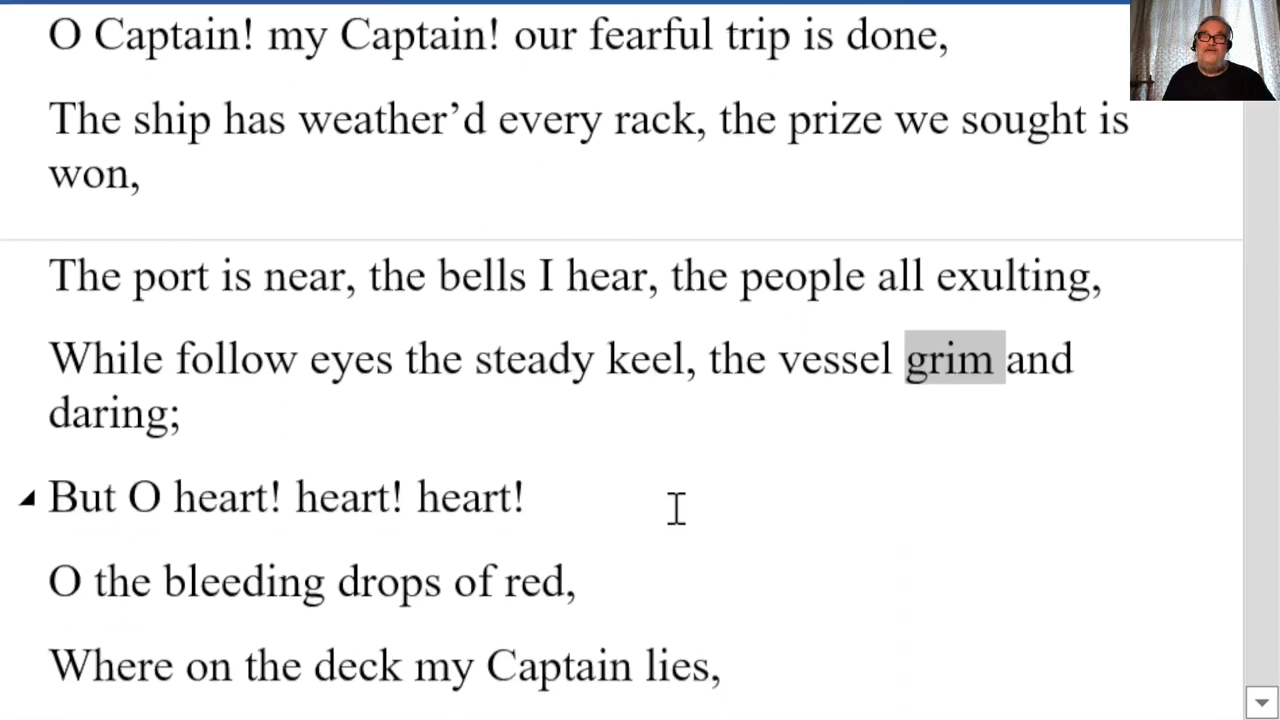 O Captain! my Captain! our fearful trip is done,
The ship has weather’d every rack, the prize we sought is
won,
The port is near, the bells I hear, the people all exulting,
While follow eyes the steady keel, the vessel grim and
daring;
But O heart! heart! heart!
O the bleeding drops of red,
Where on the deck my Captain lies,